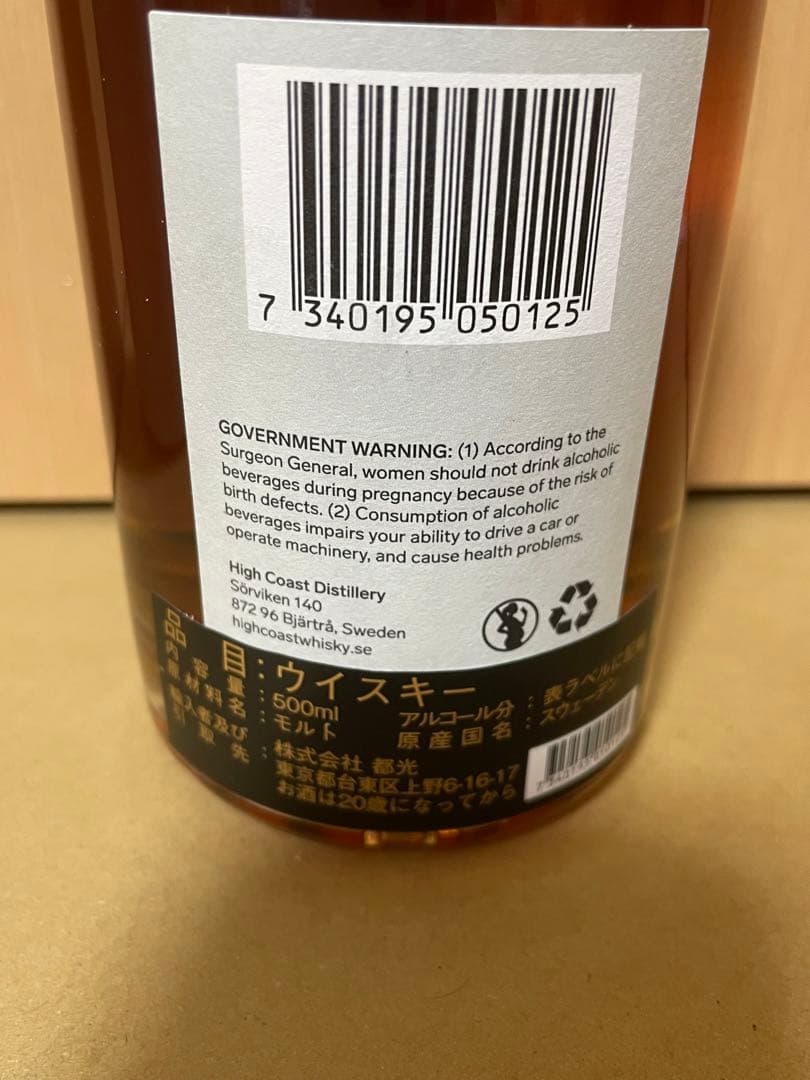 7 340195 050125
GOVERNMENT WARNING: (1) According to the
Surgeon General, women should not drink alcoholic
beverages during pregnancy because of the risk of
birth defects. (2) Consumption of alcoholic
beverages impairs your ability to drive a car or
operate machinery, and cause health problems.
High Coast Distillery
Sörviken 140
872 96 Bjärtrå, Sweden
highcoastwhisky.se
品 目:ウイスキー
内容量:500ml アルコール分:表ラベルに記載
原材料名:モルト 原産国名:スウェーデン
輸入者及び
引取先:株式会社 都光
東京都台東区上野6-16-17
お酒は20歳になってから